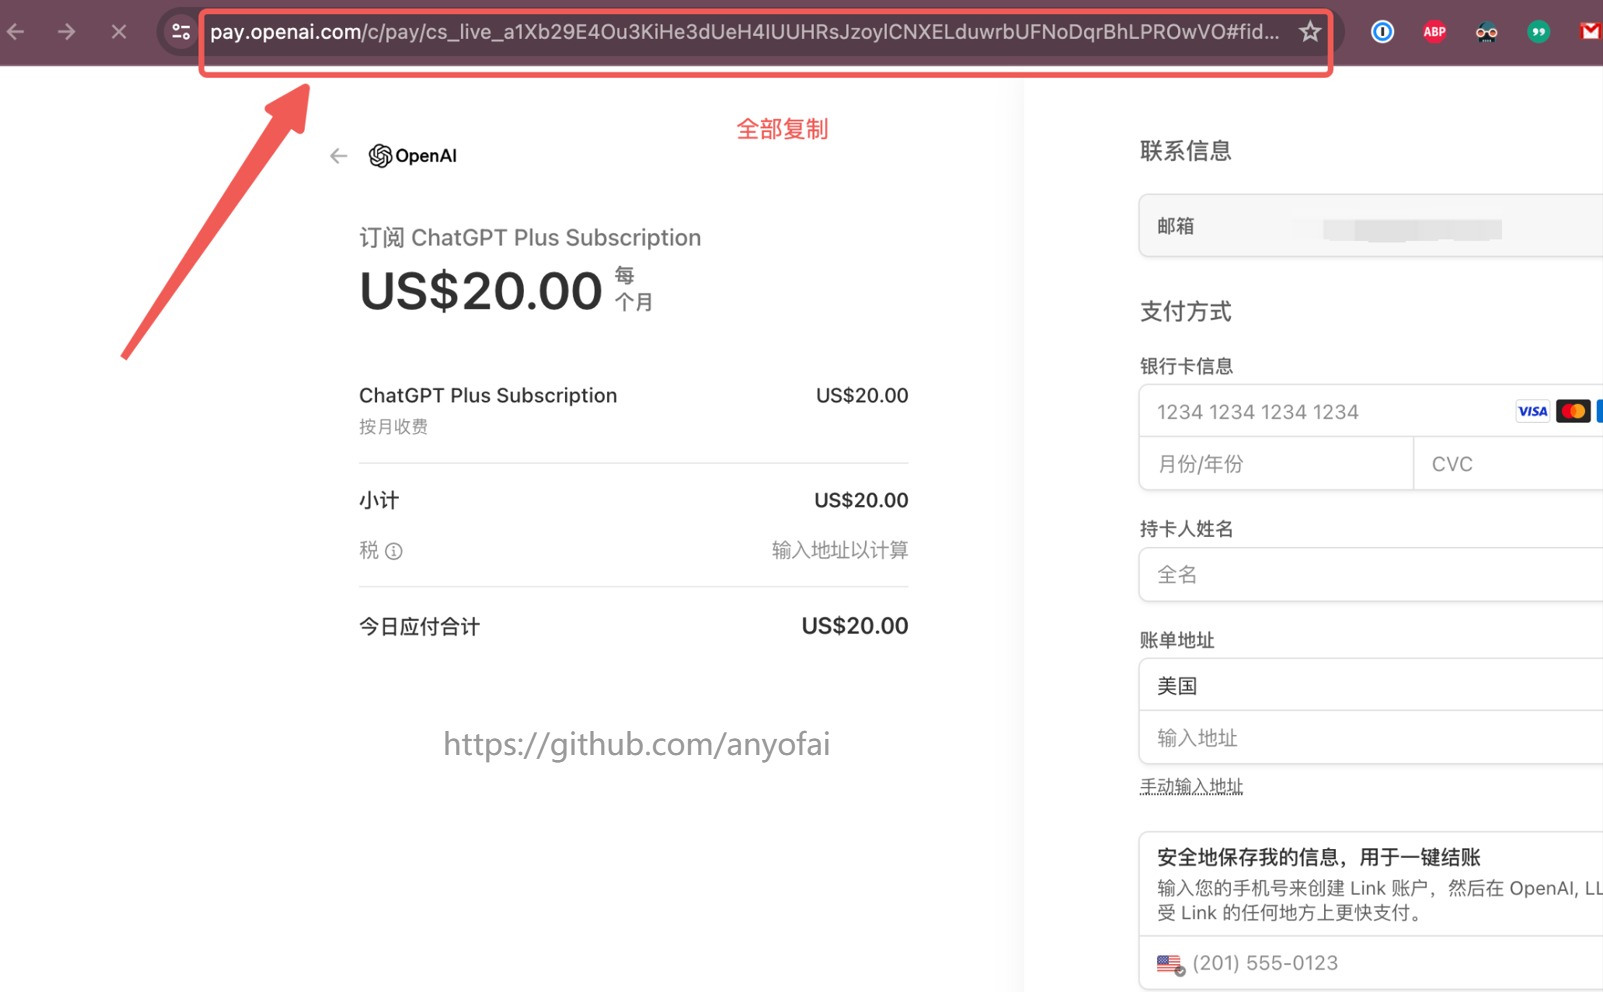 pay.openai.com/c/pay/cs_live_a1Xb29E4Ou3KiHe3dUeH4IUUHRsJzoylCNXELduwrbUFNoDqrBhLPROwVO#fid...
ABP
全部复制
OpenAI
订阅 ChatGPT Plus Subscription
US$20.00 每个月
ChatGPT Plus Subscription US$20.00
按月收费
小计 US$20.00
税 输入地址以计算
今日应付合计 US$20.00
https://github.com/anyofai
联系信息
邮箱
支付方式
银行卡信息
1234 1234 1234 1234 VISA
月份/年份 CVC
持卡人姓名
全名
账单地址
美国
输入地址
手动输入地址
安全地保存我的信息，用于一键结账
输入您的手机号来创建 Link 账户，然后在 OpenAI, LL
受 Link 的任何地方上更快支付。
(201) 555-0123